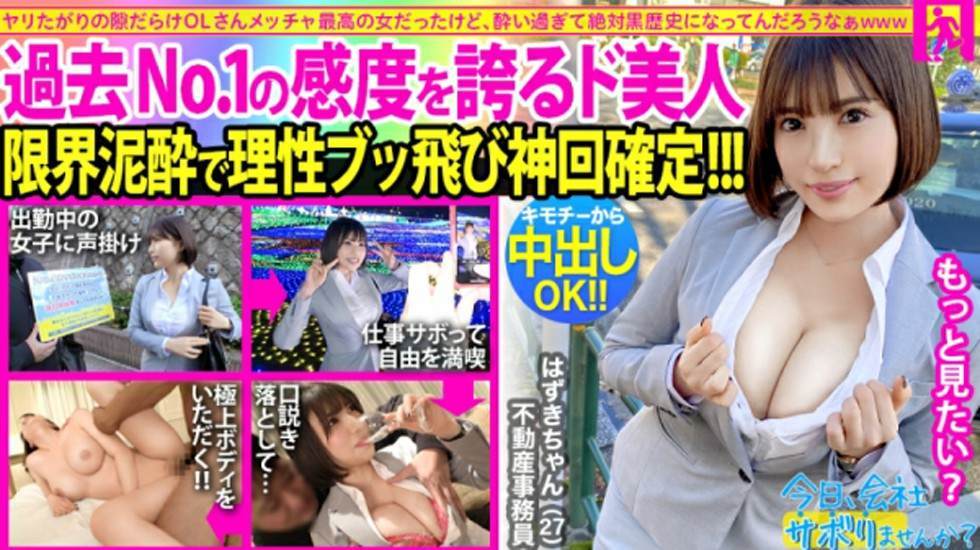 ヤリたがりの隙だらけOLさんメッチャ最高の女だったけど、酔い過ぎて絶対黒歴史になってんだろうなぁwww
過去No.1の感度を誇るド美人
限界泥酔で理性ブッ飛び神回確定!!!
出勤中の
女子に声掛け
仕事サボって
自由を満喫
口説き
落として…
極上ボディを
いただく!!
キモチーから
中出し
OK!!
はずきちゃん(27)
不動産事務員
もっと見たい?
今日、会社
サボりませんか?
920